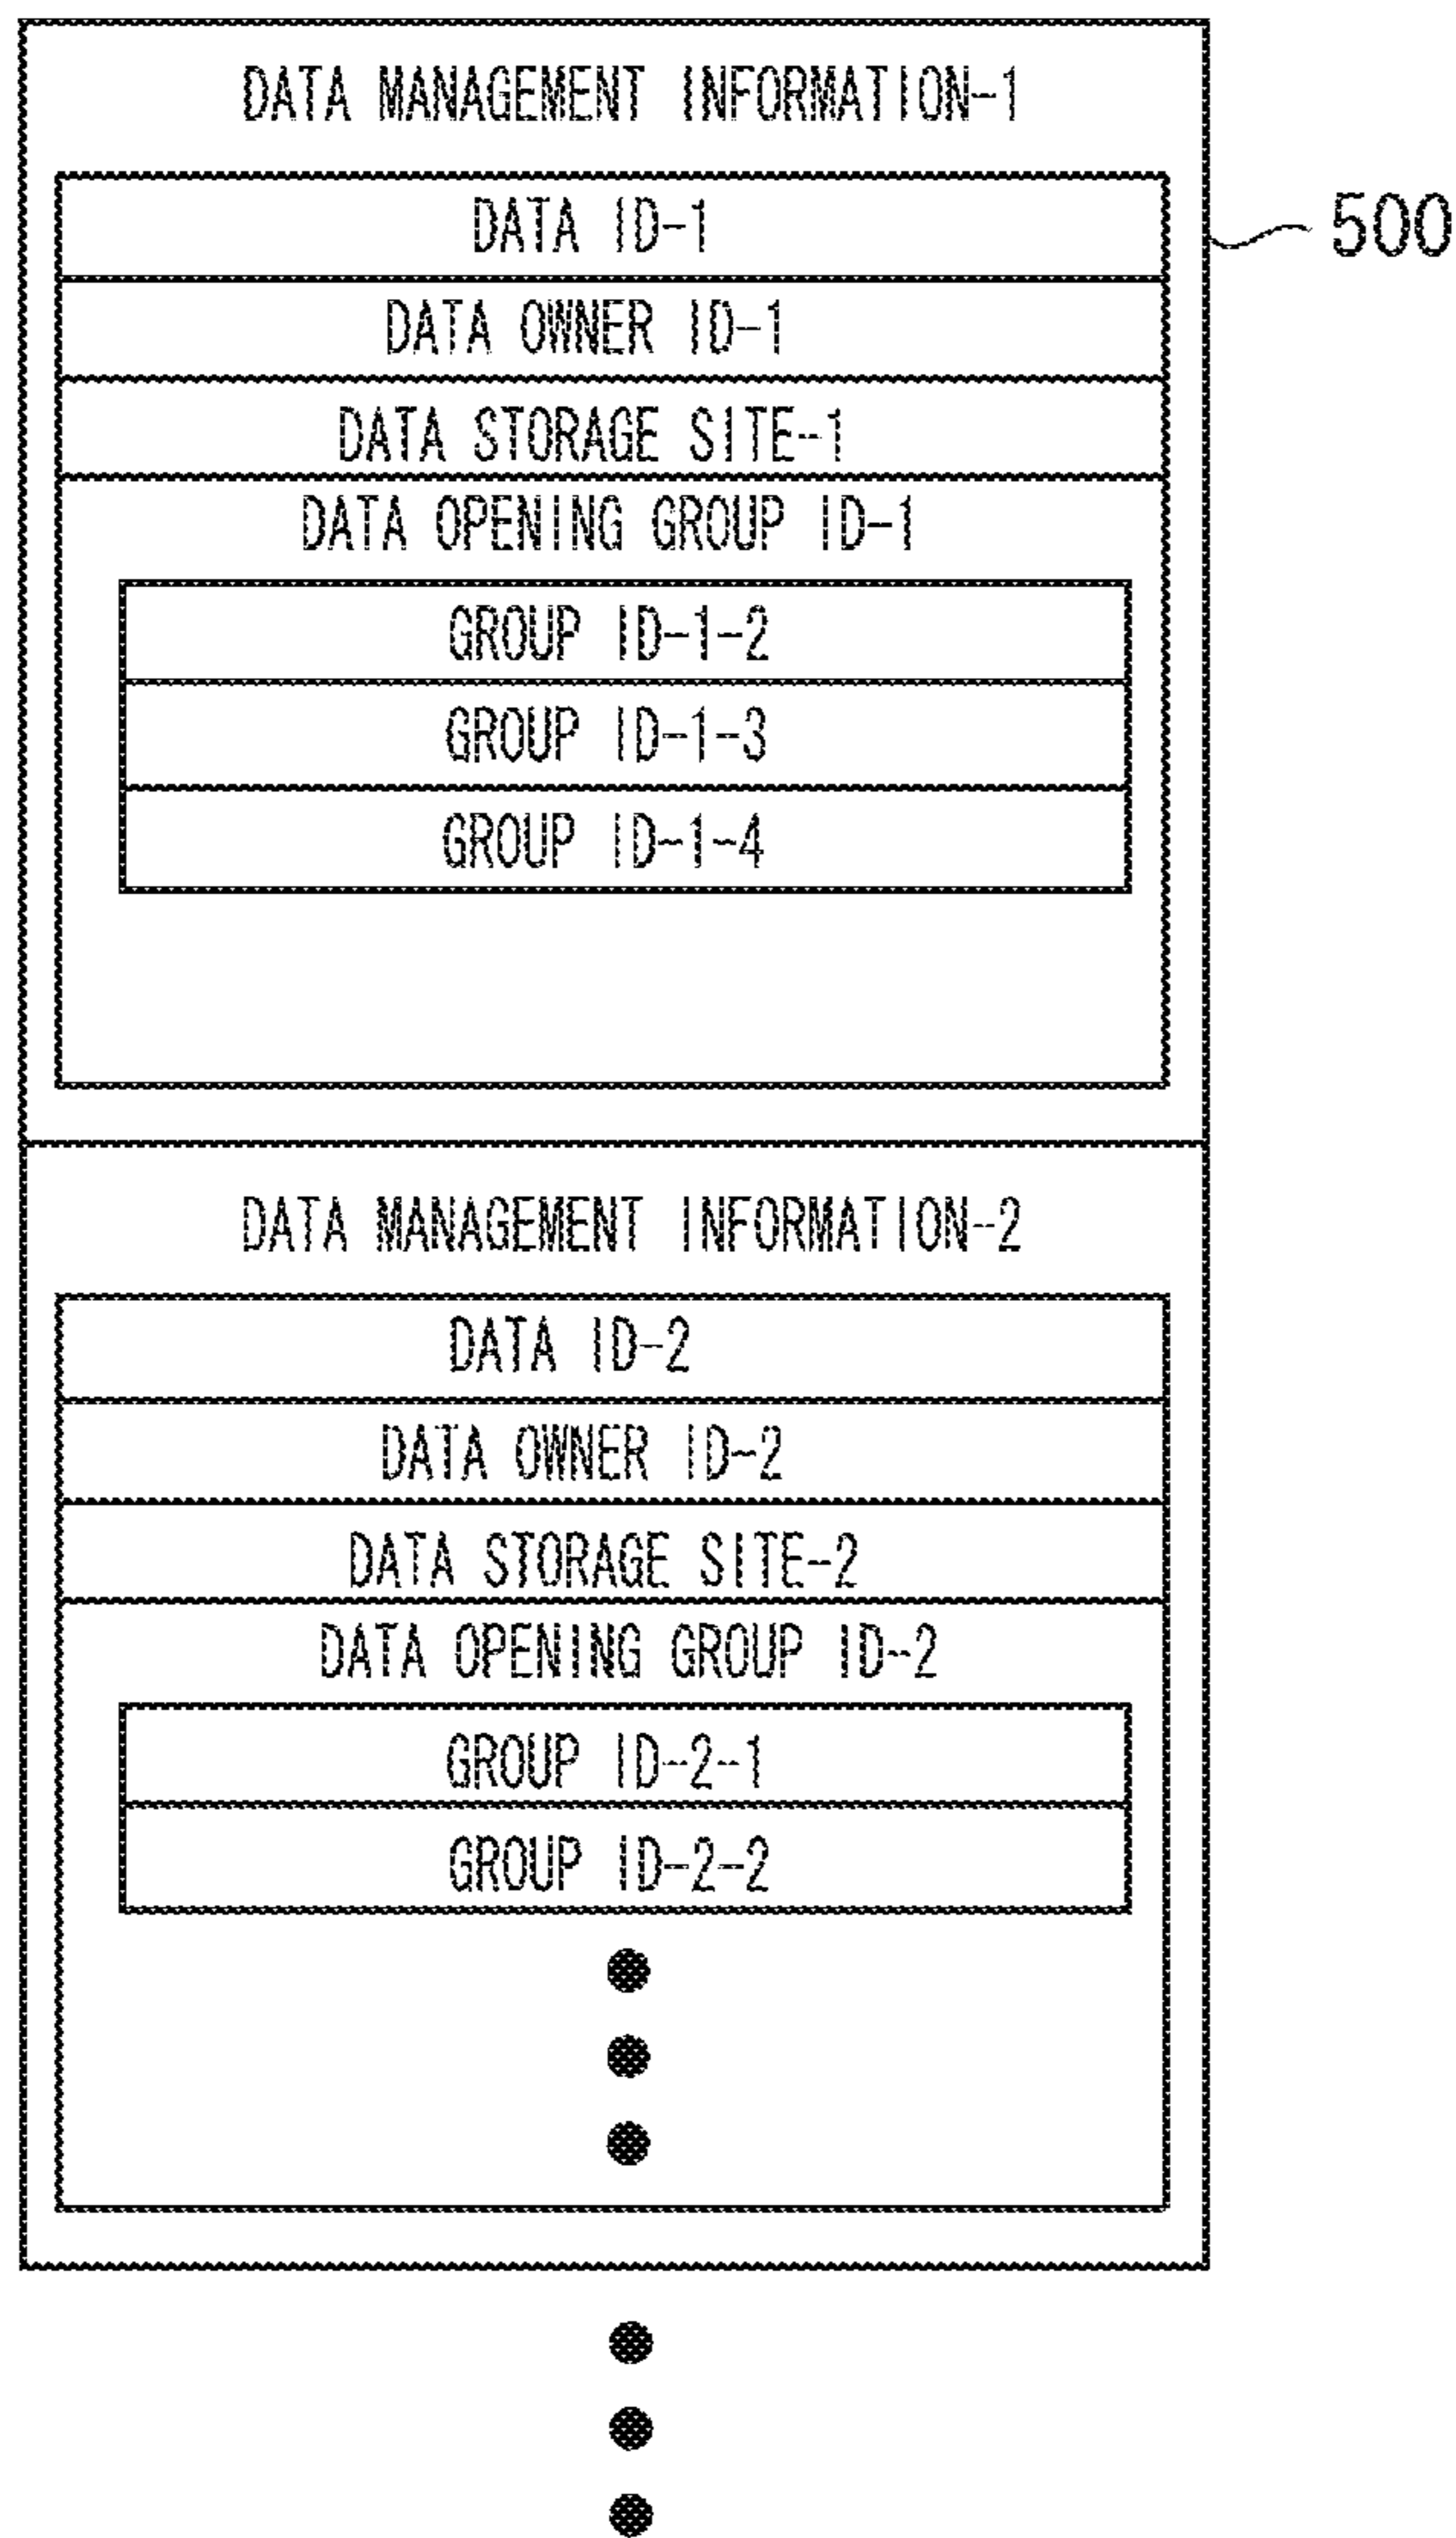 DATA MANAGEMENT INFORMATION-1
DATA ID-1
500
DATA OWNER ID-1
DATA STORAGE SITE-1
DATA OPENING GROUP ID-1
GROUP ID-1-2
GROUP ID-1-3
GROUP ID-1-4
DATA MANAGEMENT INFORMATION-2
DATA ID-2
DATA OWNER ID-2
DATA STORAGE SITE-2
DATA OPENING GROUP ID-2
GROUP ID-2-1
GROUP ID-2-2